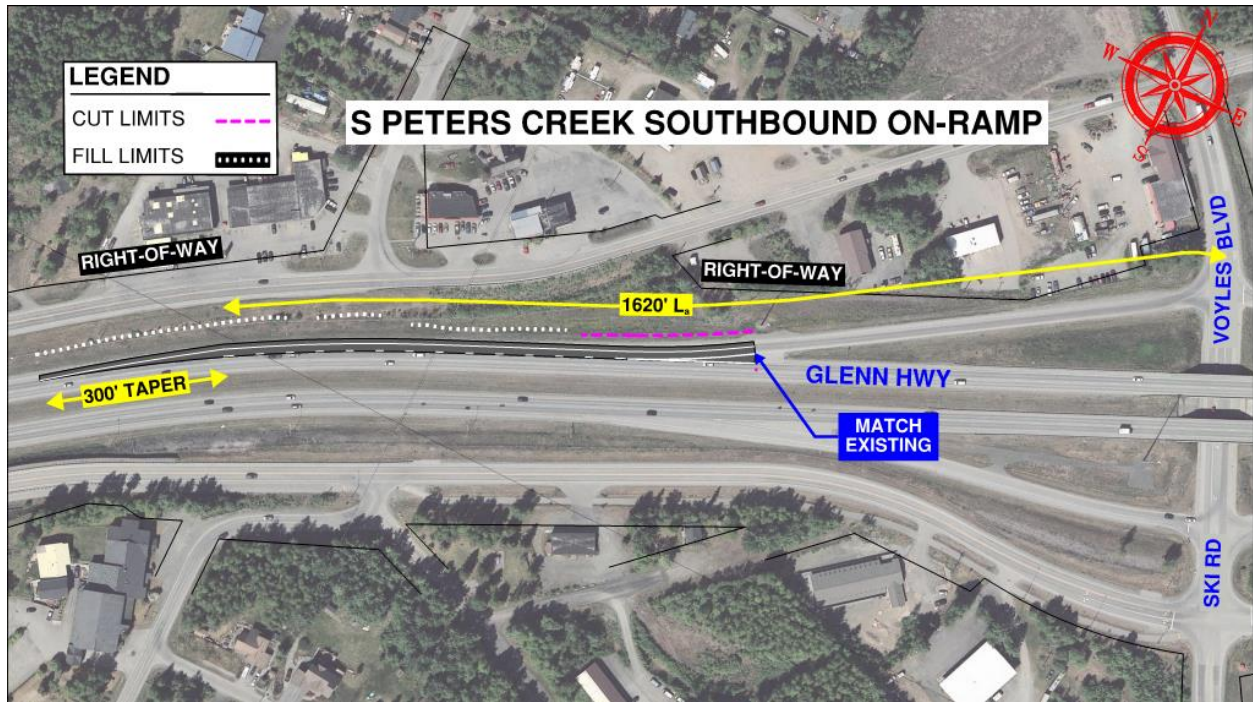 LEGEND
CUT LIMITS
FILL LIMITS
S PETERS CREEK SOUTHBOUND ON-RAMP
N
W
E
S
RIGHT-OF-WAY
RIGHT-OF-WAY
1620' Lₐ
VOYLES BLVD
300' TAPER
GLENN HWY
MATCH
EXISTING
SKI RD